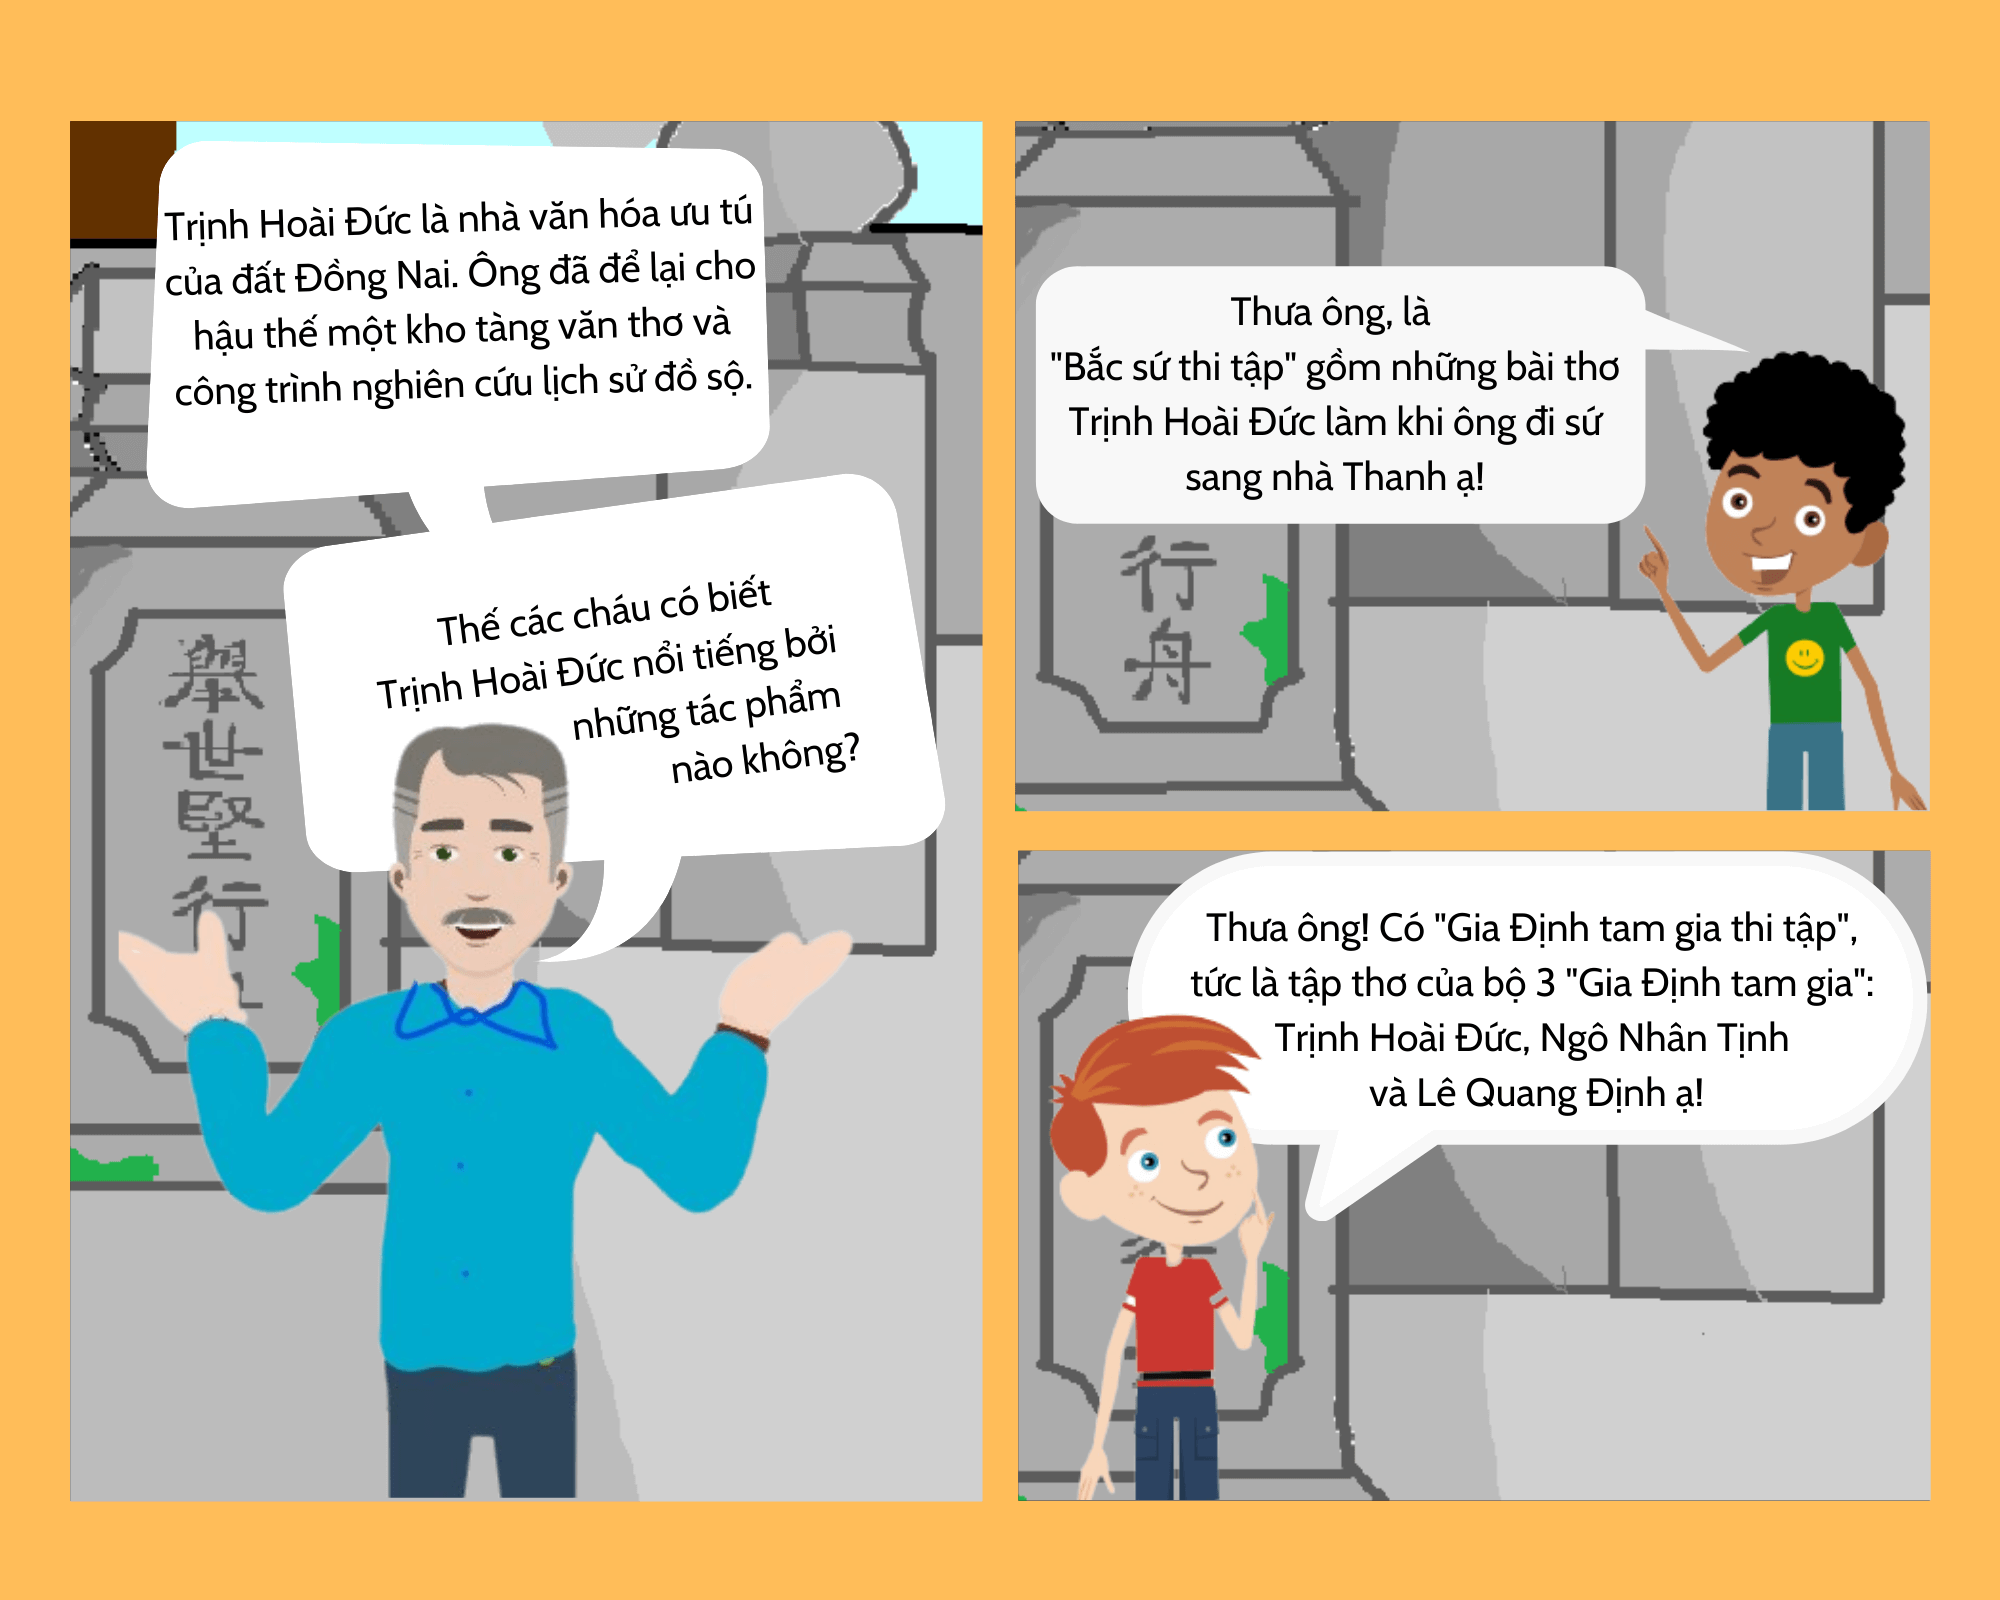 Trịnh Hoài Đức là nhà văn hóa ưu tú
của đất Đồng Nai. Ông đã để lại cho
hậu thế một kho tàng văn thơ và
công trình nghiên cứu lịch sử đồ sộ.
Thế các cháu có biết
Trịnh Hoài Đức nổi tiếng bởi
những tác phẩm
nào không?
舉
世
堅
行
Thưa ông, là
"Bắc sứ thi tập" gồm những bài thơ
Trịnh Hoài Đức làm khi ông đi sứ
sang nhà Thanh ạ!
行
舟
Thưa ông! Có "Gia Định tam gia thi tập",
tức là tập thơ của bộ 3 "Gia Định tam gia":
Trịnh Hoài Đức, Ngô Nhân Tịnh
và Lê Quang Định ạ!